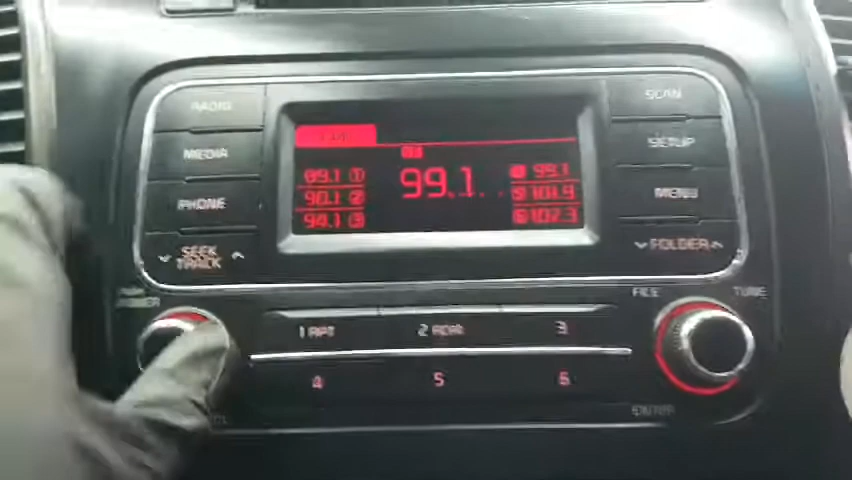 RADIO
SCAN
MEDIA
SETUP
PHONE
MENU
SEEK
TRACK
FOLDER
89.1 1
90.1 2
94.1 3
99.1
4 99.1
5 101.9
6 107.3
FILE
TUNE
1 RPT
2 RDM
3
4
5
6
ENTER